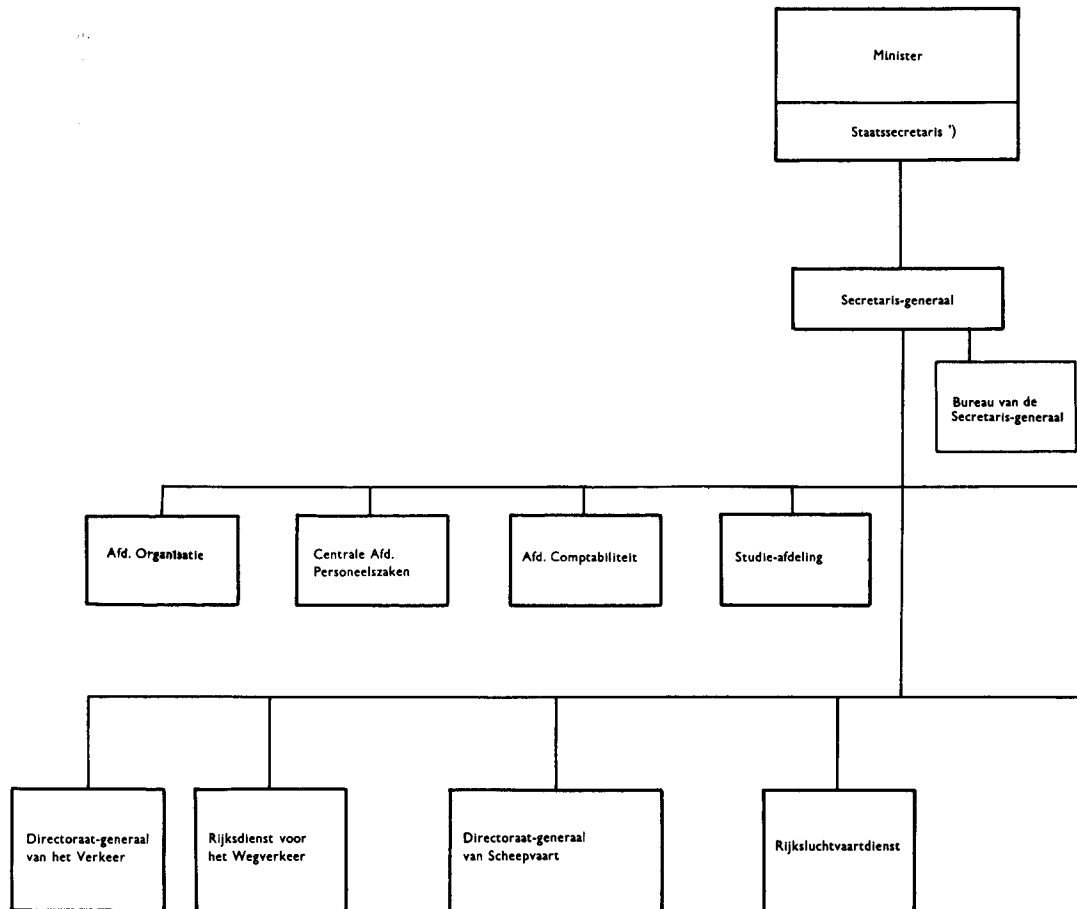 Minister
Staatssecretaris *)
Secretaris-generaal
Bureau van de
Secretaris-generaal
Afd. Organisatie
Centrale Afd.
Personeelszaken
Afd. Comptabiliteit
Studie-afdeling
Directoraat-generaal
van het Verkeer
Rijksdienst voor
het Wegverkeer
Directoraat-generaal
van Scheepvaart
Rijksluchtvaartdienst